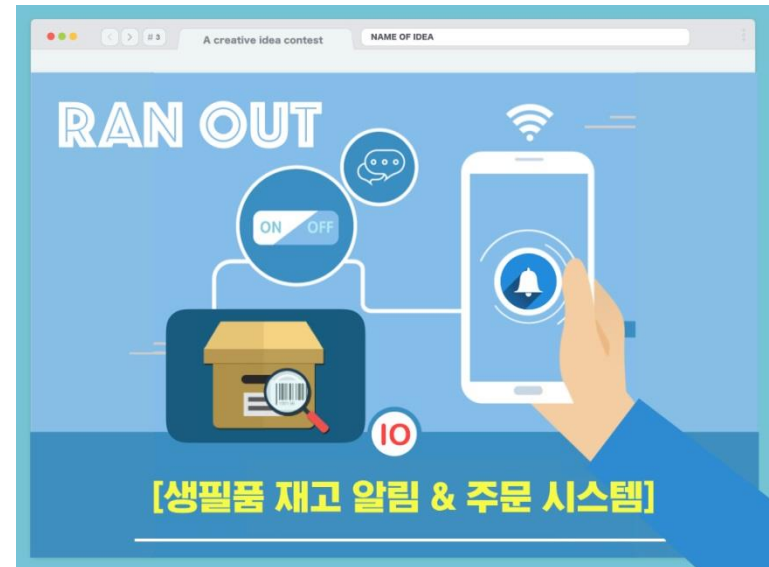 #3
A creative idea contest
NAME OF IDEA
RAN OUT
ON OFF
IO
[생필품 재고 알림 & 주문 시스템]